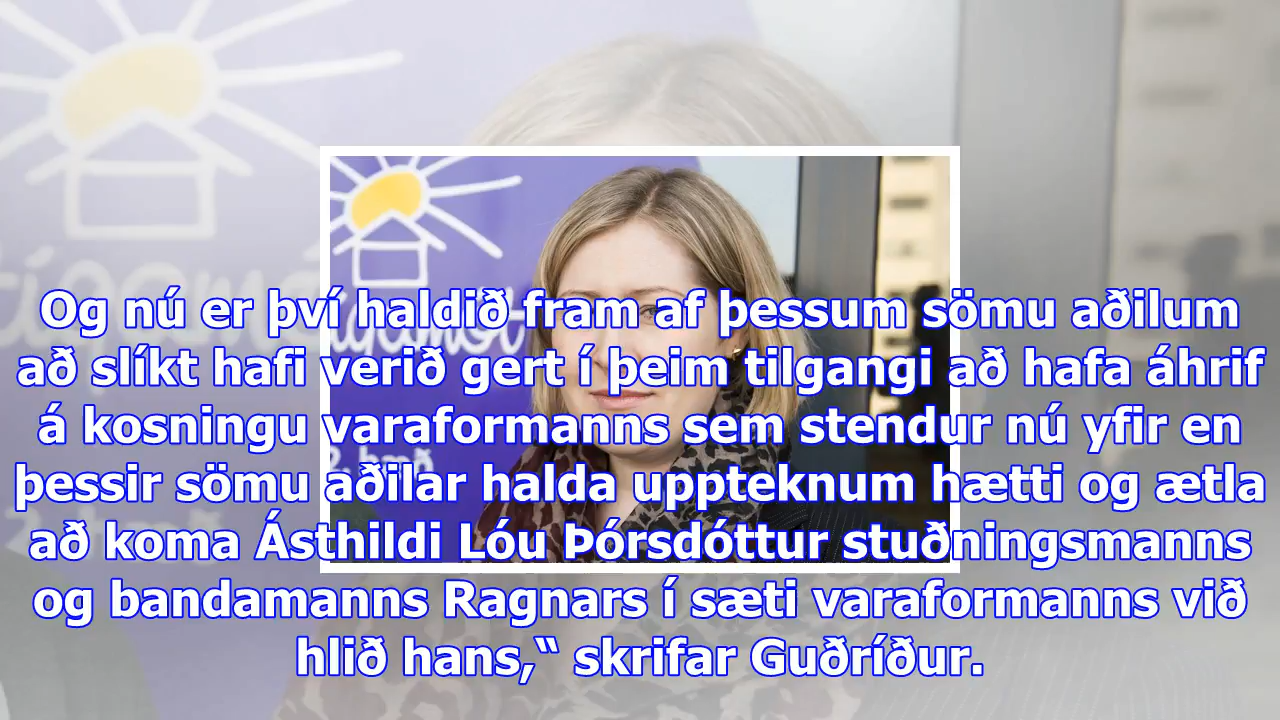 Og nú er því haldið fram af þessum sömu aðilum
að slíkt hafi verið gert í þeim tilgangi að hafa áhrif
á kosningu varaformanns sem stendur nú yfir en
þessir sömu aðilar halda uppteknum hætti og ætla
að koma Ásthildi Lóu Þórsdóttur stuðningsmanns
og bandamanns Ragnars í sæti varaformanns við
hlið hans,“ skrifar Guðríður.
2. hæð